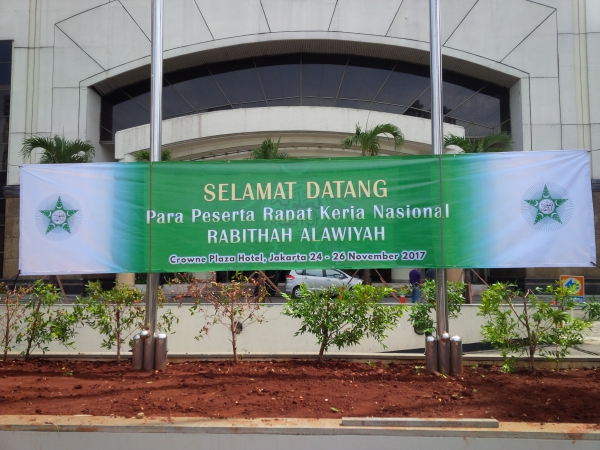 SELAMAT DATANG
Para Peserta Rapat Kerja Nasional
RABITHAH ALAWIYAH
Crowne Plaza Hotel, Jakarta 24 - 26 November 2017